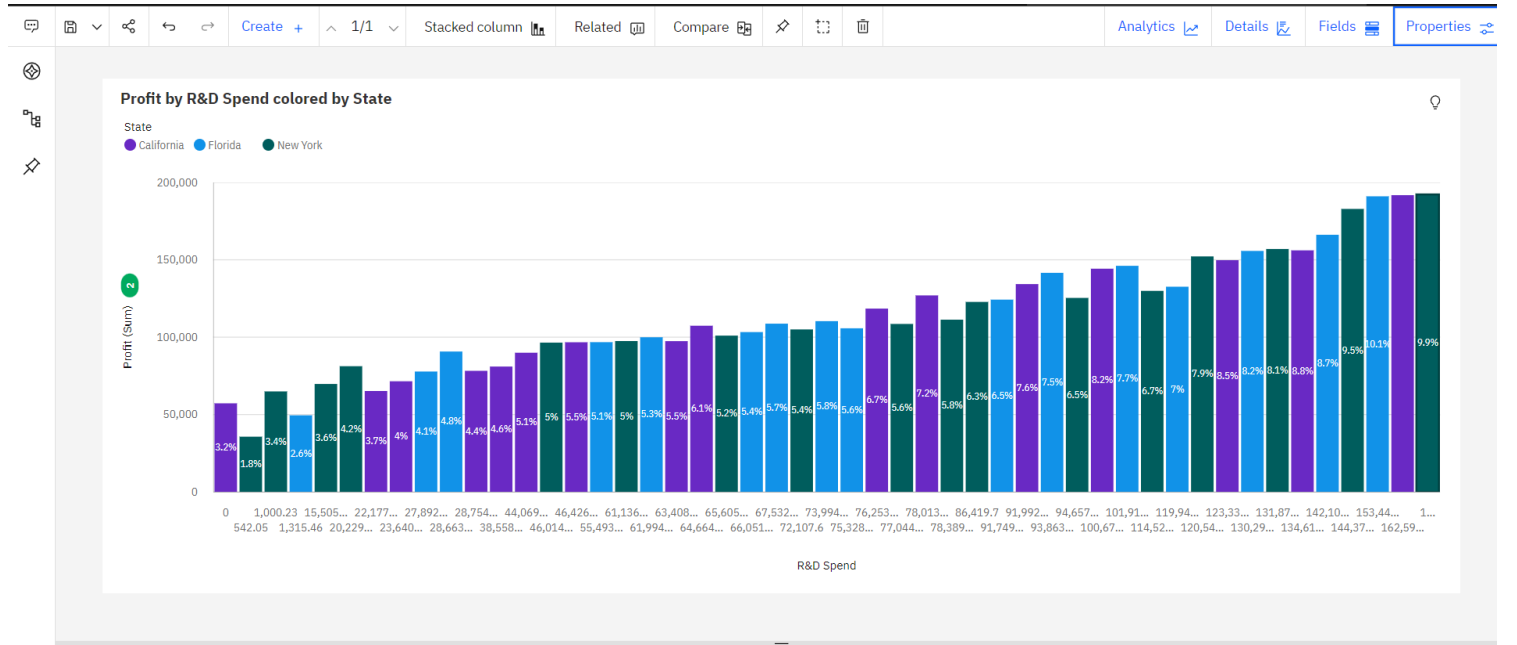 Create + 1/1 Stacked column Related Compare Analytics Details Fields Properties
Profit by R&D Spend colored by State
State
California Florida New York
200,000
150,000
100,000
50,000
0
Profit (Sum) 2
3.2% 1.8% 3.4% 2.6% 3.6% 4.2% 3.7% 4% 4.1% 4.8% 4.4% 4.6% 5.1% 5% 5.5% 5.1% 5% 5.3% 5.5% 6.1% 5.2% 5.4% 5.7% 5.4% 5.8% 5.6% 6.7% 5.6% 7.2% 5.8% 6.3% 6.5% 7.6% 7.5% 6.5% 8.2% 7.7% 6.7% 7% 7.9% 8.5% 8.2% 8.1% 8.8% 8.7% 9.5% 10.1% 9.9%
0 1,000.23 15,505... 22,177... 27,892... 28,754... 44,069... 46,426... 61,136... 63,408... 65,605... 67,532... 73,994... 76,253... 78,013... 86,419.7 91,992... 94,657... 101,91... 119,94... 123,33... 131,87... 142,10... 153,44... 1...
542.05 1,315.46 20,229... 23,640... 28,663... 38,558... 46,014... 55,493... 61,994... 64,664... 66,051... 72,107.6 75,328... 77,044... 78,389... 91,749... 93,863... 100,67... 114,52... 120,54... 130,29... 134,61... 144,37... 162,59...
R&D Spend